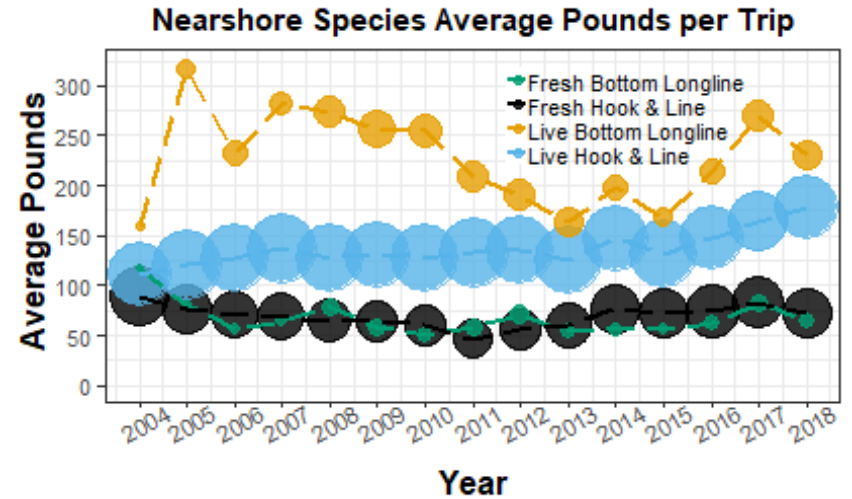 Nearshore Species Average Pounds per Trip
Average Pounds
300
250
200
150
100
50
0
Fresh Bottom Longline
Fresh Hook & Line
Live Bottom Longline
Live Hook & Line
2004 2005 2006 2007 2008 2009 2010 2011 2012 2013 2014 2015 2016 2017 2018
Year